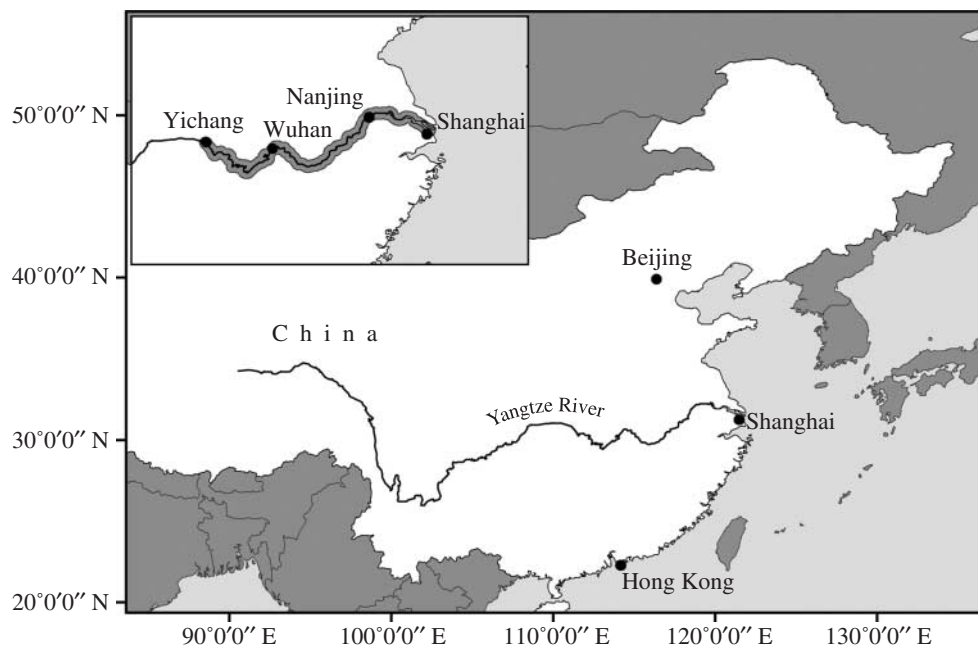 Nanjing
Yichang
Wuhan
Shanghai
50°0′0″ N
Beijing
40°0′0″ N
China
Yangtze River
Shanghai
30°0′0″ N
Hong Kong
20°0′0″ N
90°0′0″ E
100°0′0″ E
110°0′0″ E
120°0′0″ E
130°0′0″ E